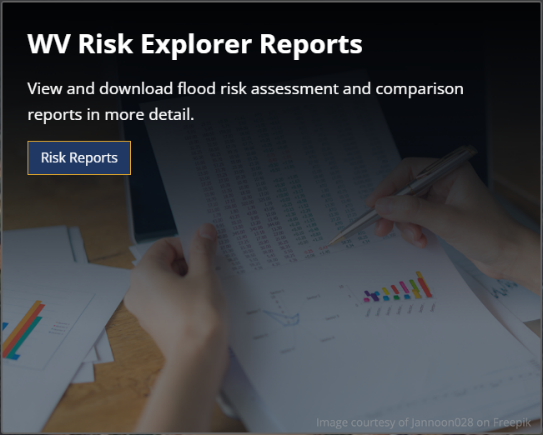 WV Risk Explorer Reports
View and download flood risk assessment and comparison
reports in more detail.
Risk Reports
Image courtesy of Jannoon028 on Freepik